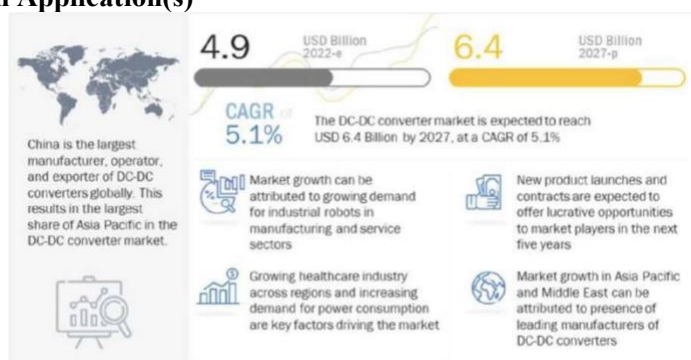 Application(s)
4.9
USD Billion
2022-e
6.4
USD Billion
2027-p
CAGR of
5.1%
The DC-DC converter market is expected to reach
USD 6.4 Billion by 2027, at a CAGR of 5.1%
China is the largest
manufacturer, operator,
and exporter of DC-DC
converters globally. This
results in the largest
share of Asia Pacific in the
DC-DC converter market.
Market growth can be
attributed to growing demand
for industrial robots in
manufacturing and service
sectors
New product launches and
contracts are expected to
offer lucrative opportunities
to market players in the next
five years
Growing healthcare industry
across regions and increasing
demand for power consumption
are key factors driving the market
Market growth in Asia Pacific
and Middle East can be
attributed to presence of
leading manufacturers of
DC-DC converters